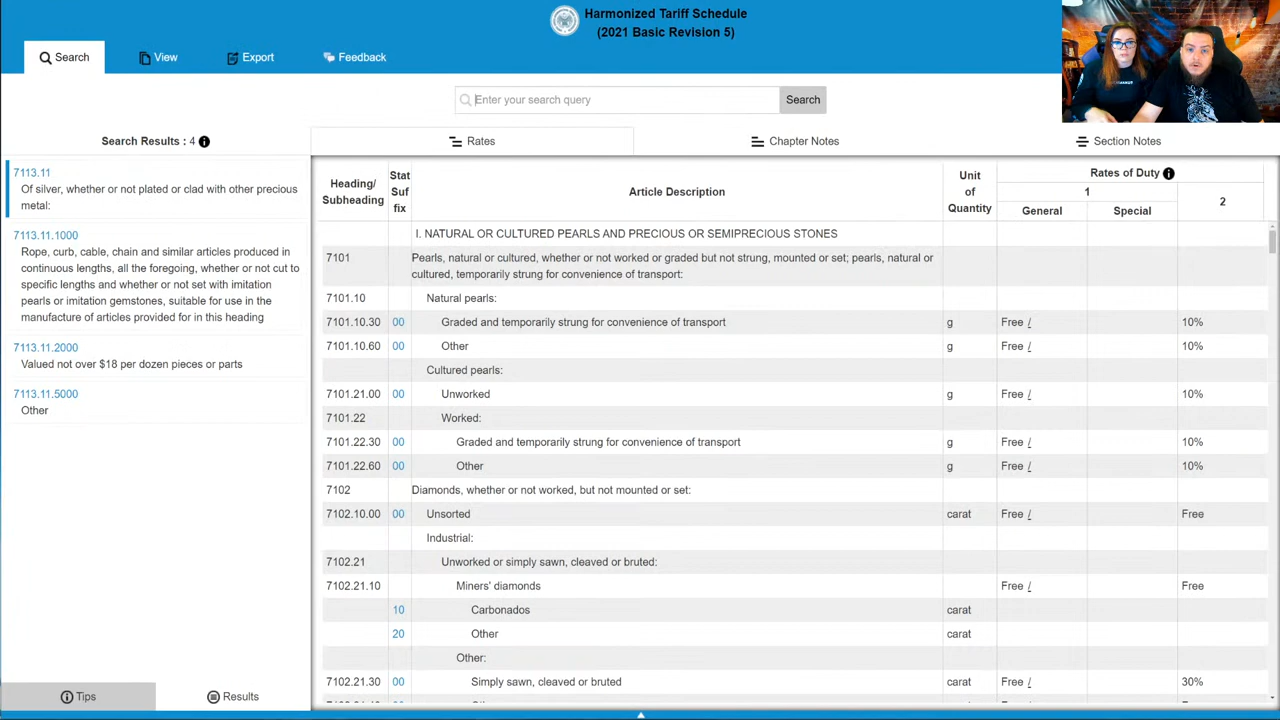 Harmonized Tariff Schedule
(2021 Basic Revision 5)
Search
View
Export
Feedback
Enter your search query
Search
Search Results : 4
Rates
Chapter Notes
Section Notes
7113.11
Of silver, whether or not plated or clad with other precious
metal:
7113.11.1000
Rope, curb, cable, chain and similar articles produced in
continuous lengths, all the foregoing, whether or not cut to
specific lengths and whether or not set with imitation
pearls or imitation gemstones, suitable for use in the
manufacture of articles provided for in this heading
7113.11.2000
Valued not over $18 per dozen pieces or parts
7113.11.5000
Other
Tips
Results
Heading/
Subheading
Stat
Suf
fix
Article Description
Unit
of
Quantity
Rates of Duty
1
General
Special
2
I. NATURAL OR CULTURED PEARLS AND PRECIOUS OR SEMIPRECIOUS STONES
7101 Pearls, natural or cultured, whether or not worked or graded but not strung, mounted or set; pearls, natural or
cultured, temporarily strung for convenience of transport:
7101.10 Natural pearls:
7101.10.30 00 Graded and temporarily strung for convenience of transport g Free / 10%
7101.10.60 00 Other g Free / 10%
Cultured pearls:
7101.21.00 00 Unworked g Free / 10%
7101.22 Worked:
7101.22.30 00 Graded and temporarily strung for convenience of transport g Free / 10%
7101.22.60 00 Other g Free / 10%
7102 Diamonds, whether or not worked, but not mounted or set:
7102.10.00 00 Unsorted carat Free / Free
Industrial:
7102.21 Unworked or simply sawn, cleaved or bruted:
7102.21.10 Miners' diamonds Free / Free
10 Carbonados carat
20 Other carat
Other:
7102.21.30 00 Simply sawn, cleaved or bruted carat Free / 30%